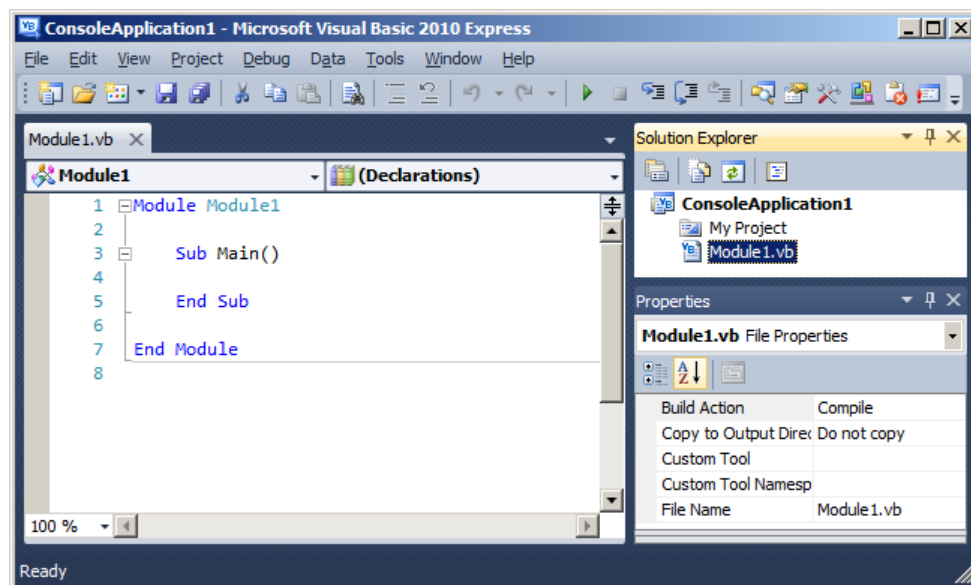 ConsoleApplication1 - Microsoft Visual Basic 2010 Express
File Edit View Project Debug Data Tools Window Help
Module1.vb
Module1 (Declarations)
1 Module Module1
2
3 Sub Main()
4
5 End Sub
6
7 End Module
8
100 %
Solution Explorer
ConsoleApplication1
My Project
Module1.vb
Properties
Module1.vb File Properties
Build Action Compile
Copy to Output Direc Do not copy
Custom Tool
Custom Tool Namesp
File Name Module1.vb
Ready